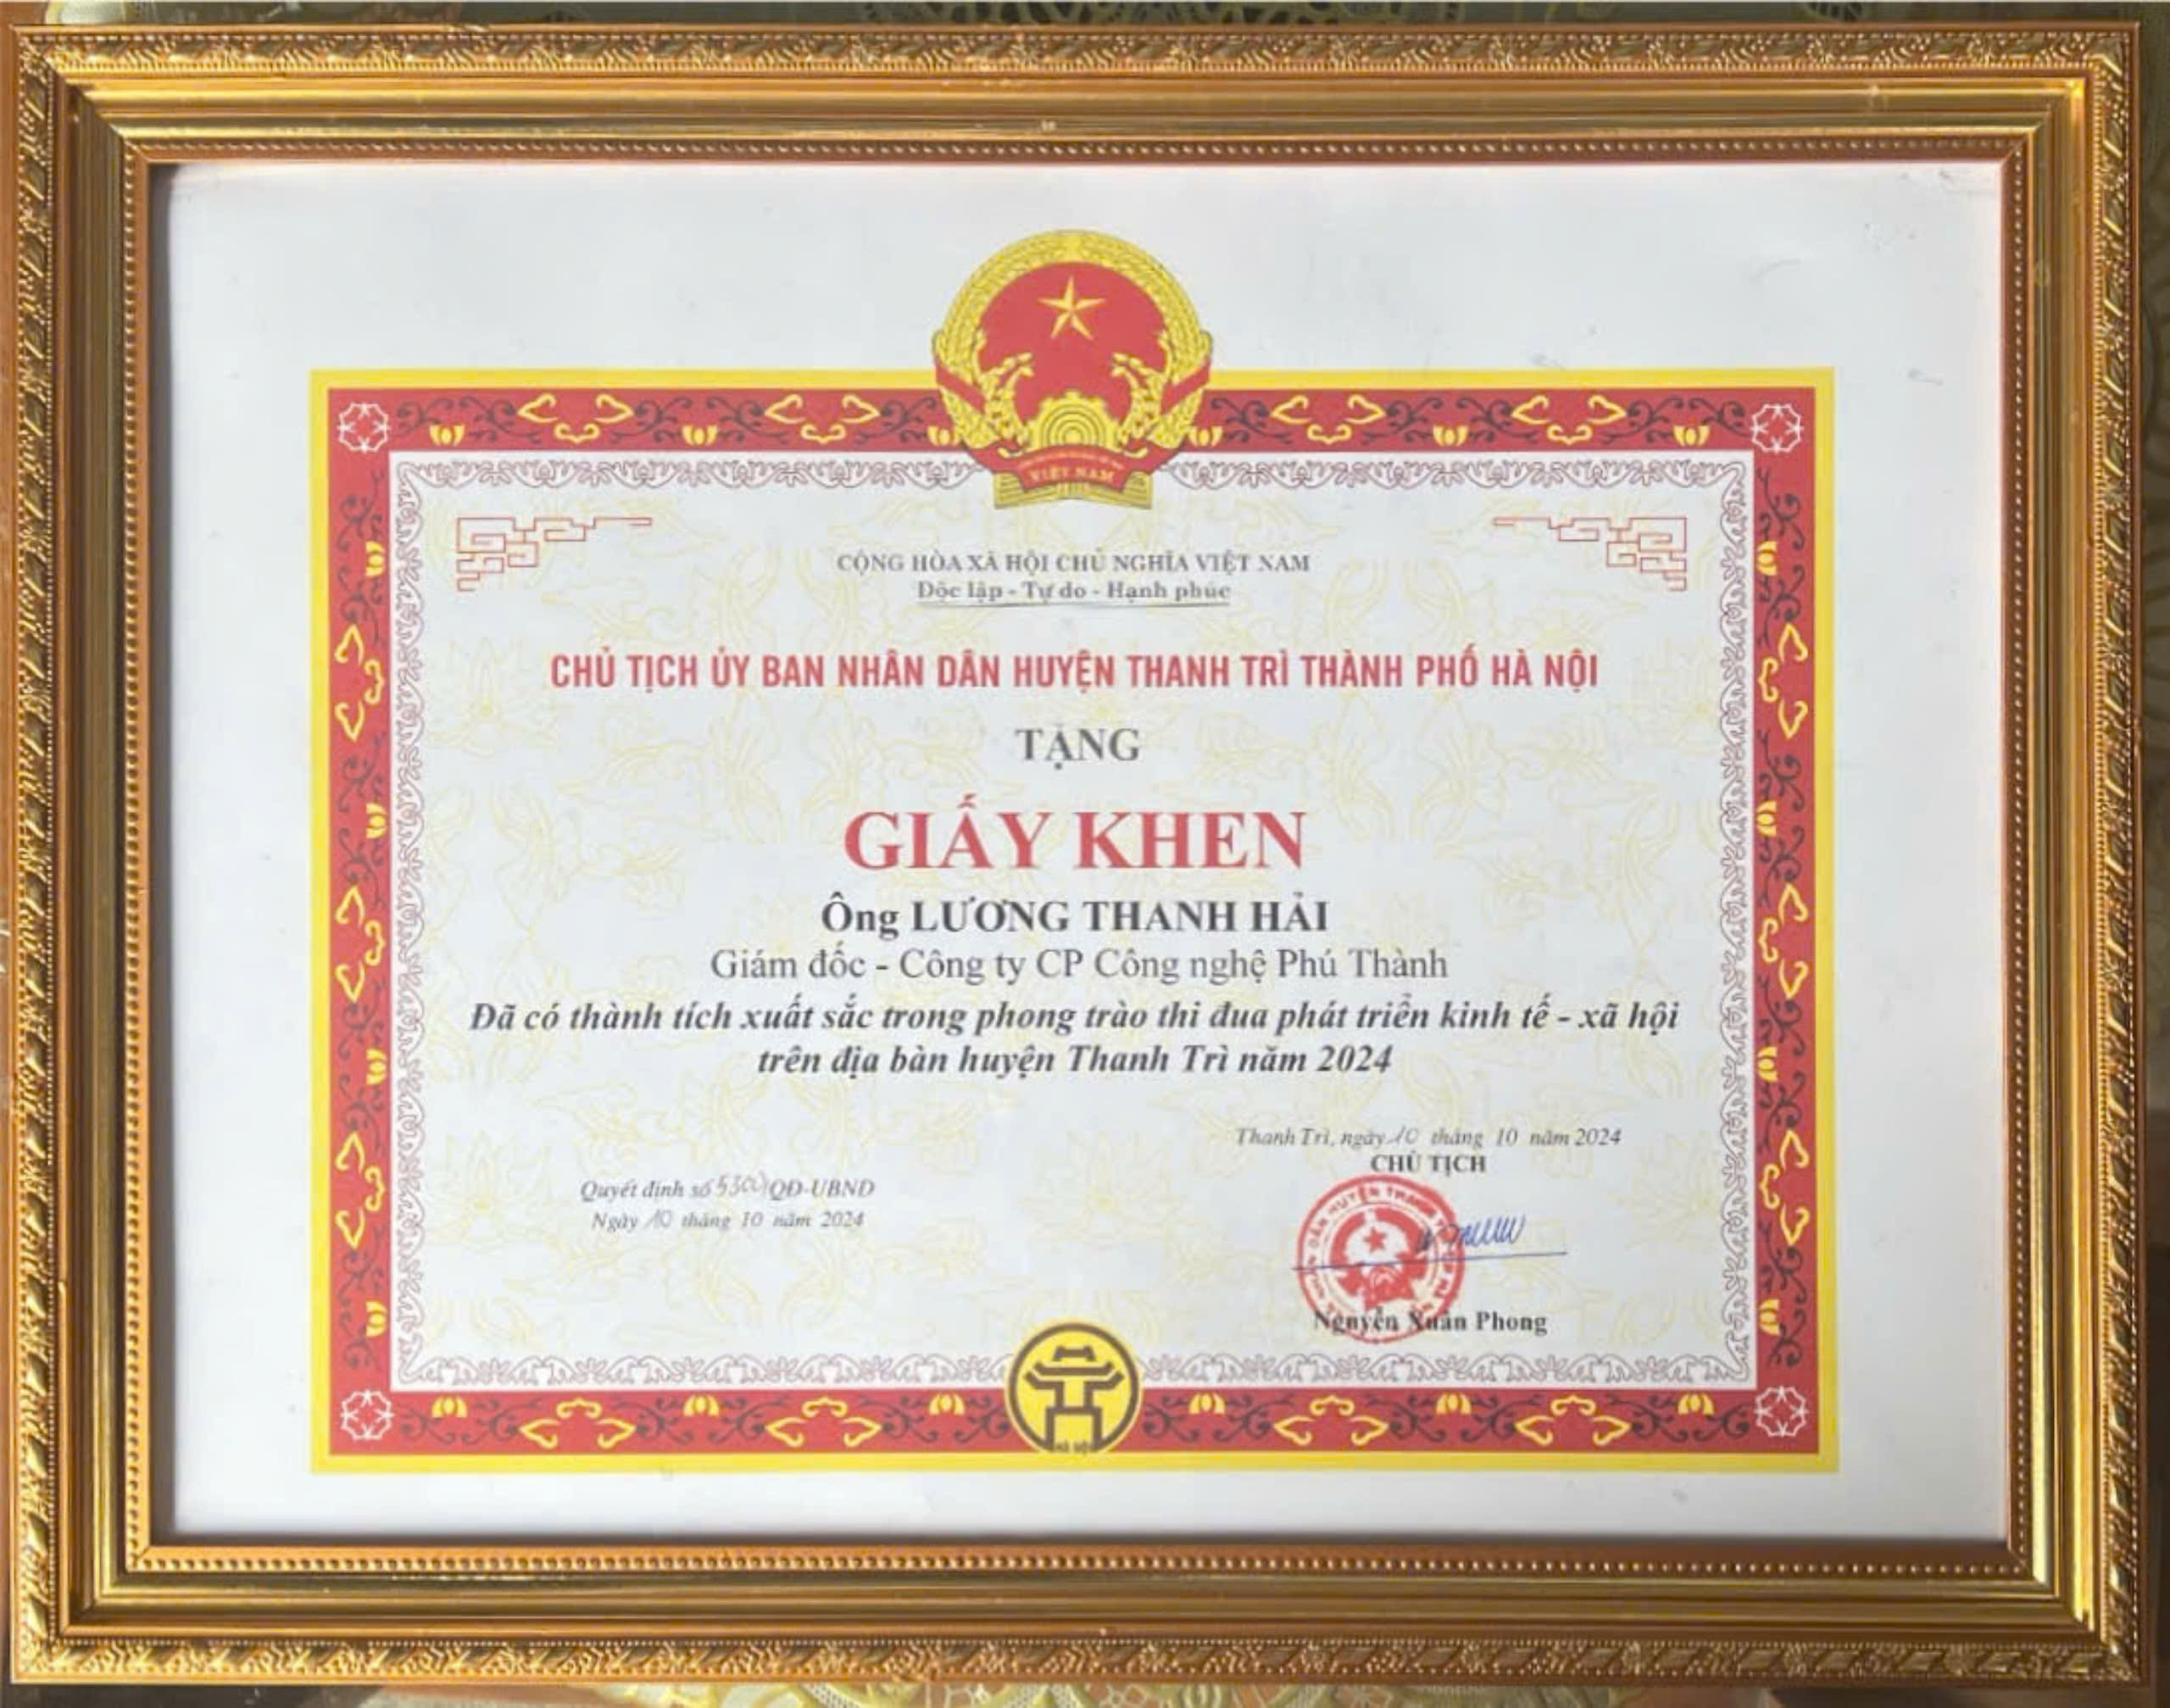 VIỆT NAM
CỘNG HÒA XÃ HỘI CHỦ NGHĨA VIỆT NAM
Độc lập - Tự do - Hạnh phúc
CHỦ TỊCH ỦY BAN NHÂN DÂN HUYỆN THANH TRÌ THÀNH PHỐ HÀ NỘI
TẶNG
GIẤY KHEN
Ông LƯƠNG THANH HẢI
Giám đốc - Công ty CP Công nghệ Phú Thành
Đã có thành tích xuất sắc trong phong trào thi đua phát triển kinh tế - xã hội
trên địa bàn huyện Thanh Trì năm 2024
Thanh Trì, ngày 10 tháng 10 năm 2024
CHỦ TỊCH
Quyết định số QĐ-UBND
Ngày 10 tháng 10 năm 2024
Nguyễn Xuân Phong
HÀ NỘI